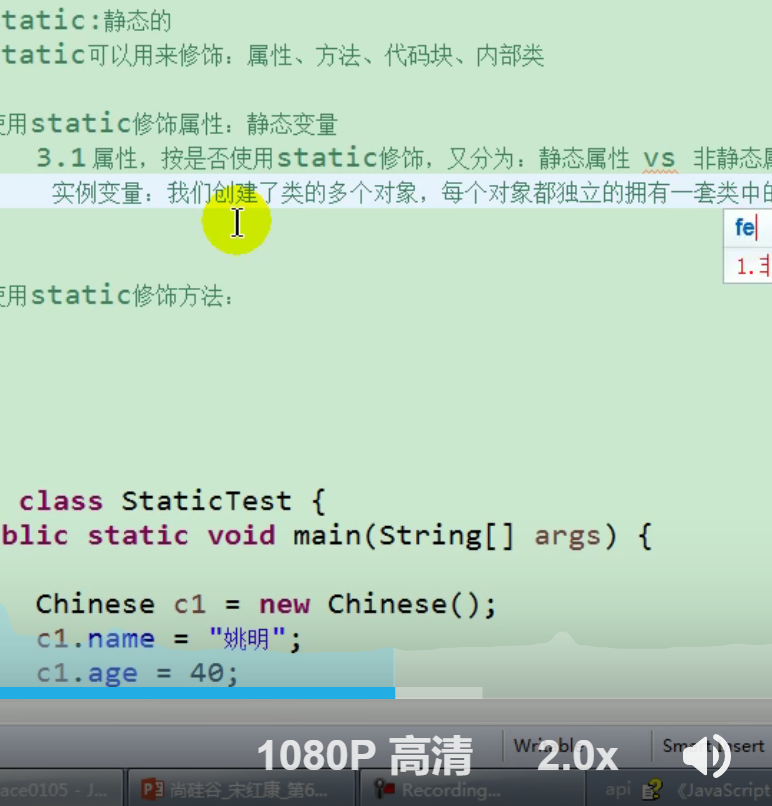 tatic:静态的
tatic可以用来修饰：属性、方法、代码块、内部类
使用static修饰属性：静态变量
3.1 属性，按是否使用static修饰，又分为：静态属性 vs 非静态属
实例变量：我们创建了类的多个对象，每个对象都独立的拥有一套类中的
fe
1.非
使用static修饰方法：
class StaticTest {
blic static void main(String[] args) {
Chinese c1 = new Chinese();
c1.name = "姚明";
c1.age = 40;
1080P 高清 2.0x
Writable
Smart Insert
ace0105 - J...
尚硅谷_宋红康_第6...
Recording...
api
《JavaScript